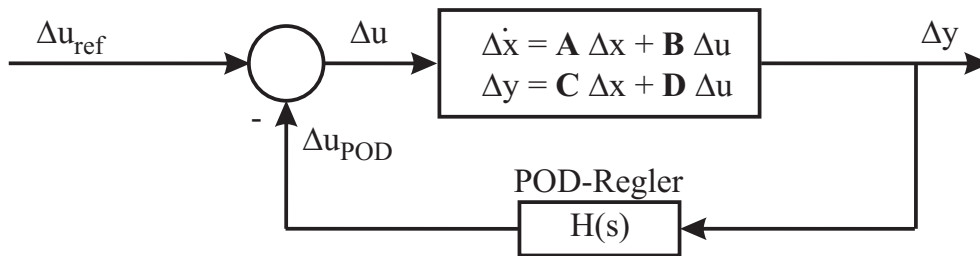 Δu_ref
Δu
Δẋ = A Δx + B Δu
Δy = C Δx + D Δu
Δy
-
Δu_POD
POD-Regler
H(s)